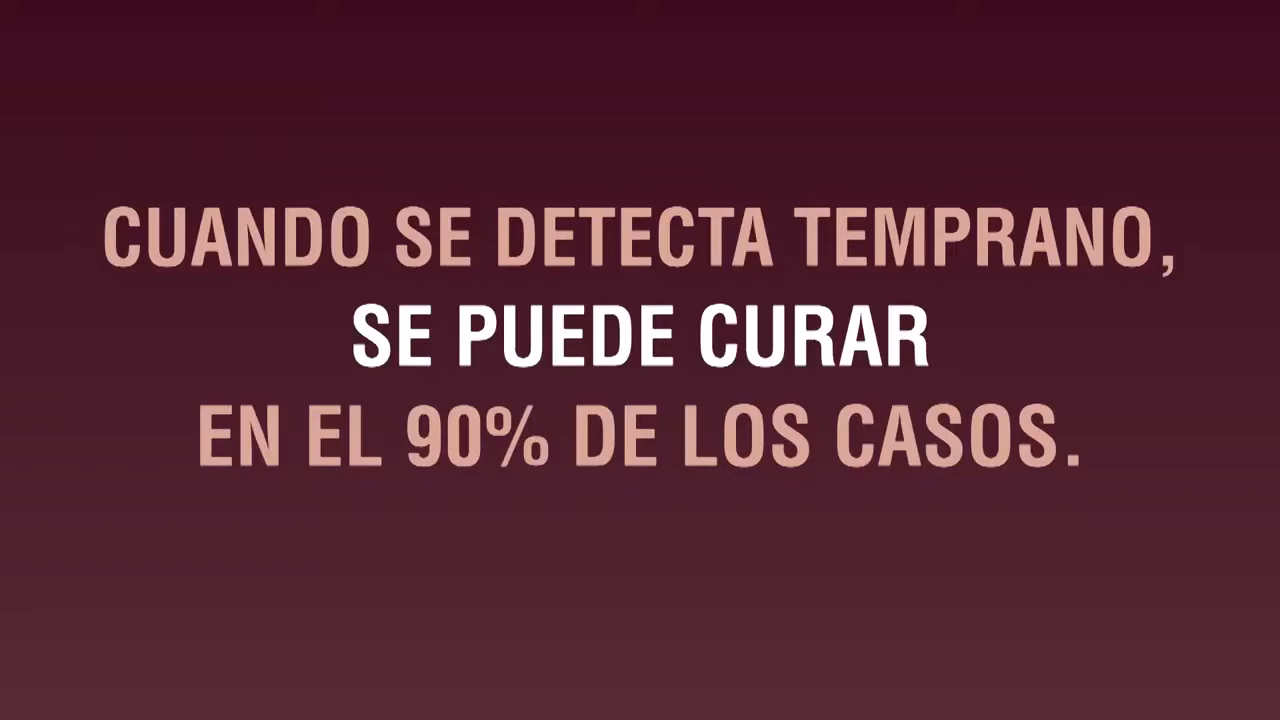 CUANDO SE DETECTA TEMPRANO,
SE PUEDE CURAR
EN EL 90% DE LOS CASOS.